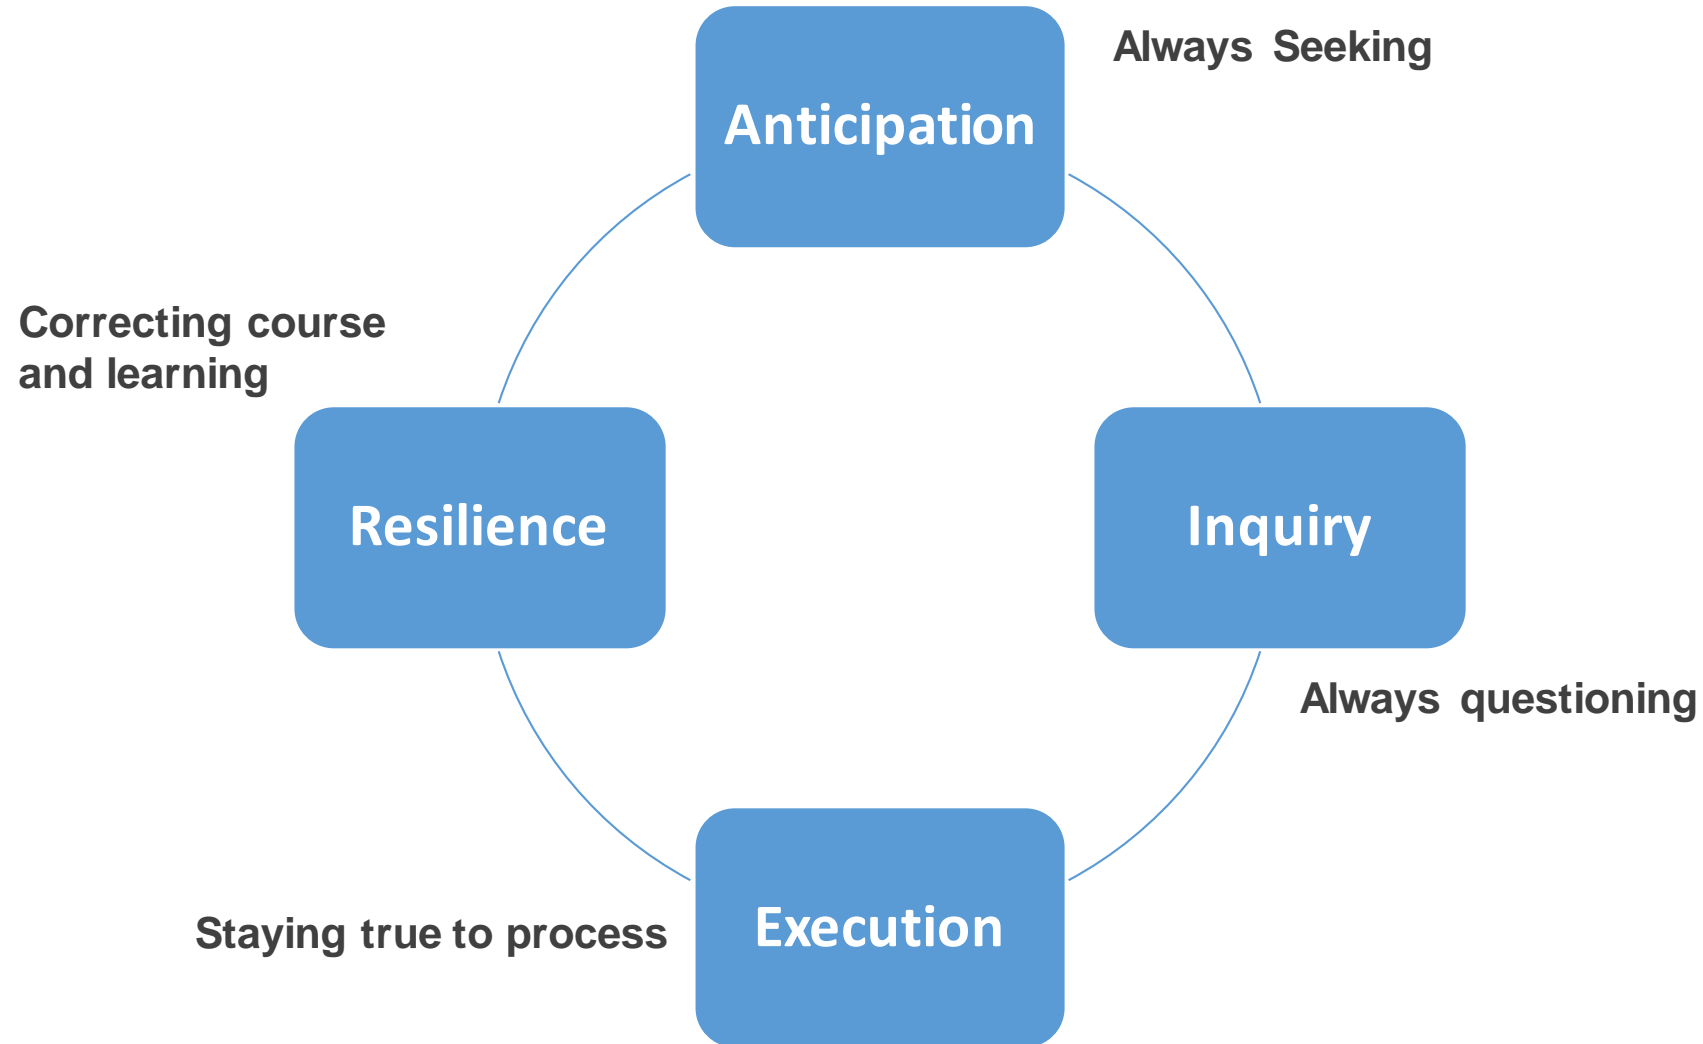 Always Seeking
Anticipation
Correcting course
and learning
Resilience
Inquiry
Always questioning
Staying true to process
Execution